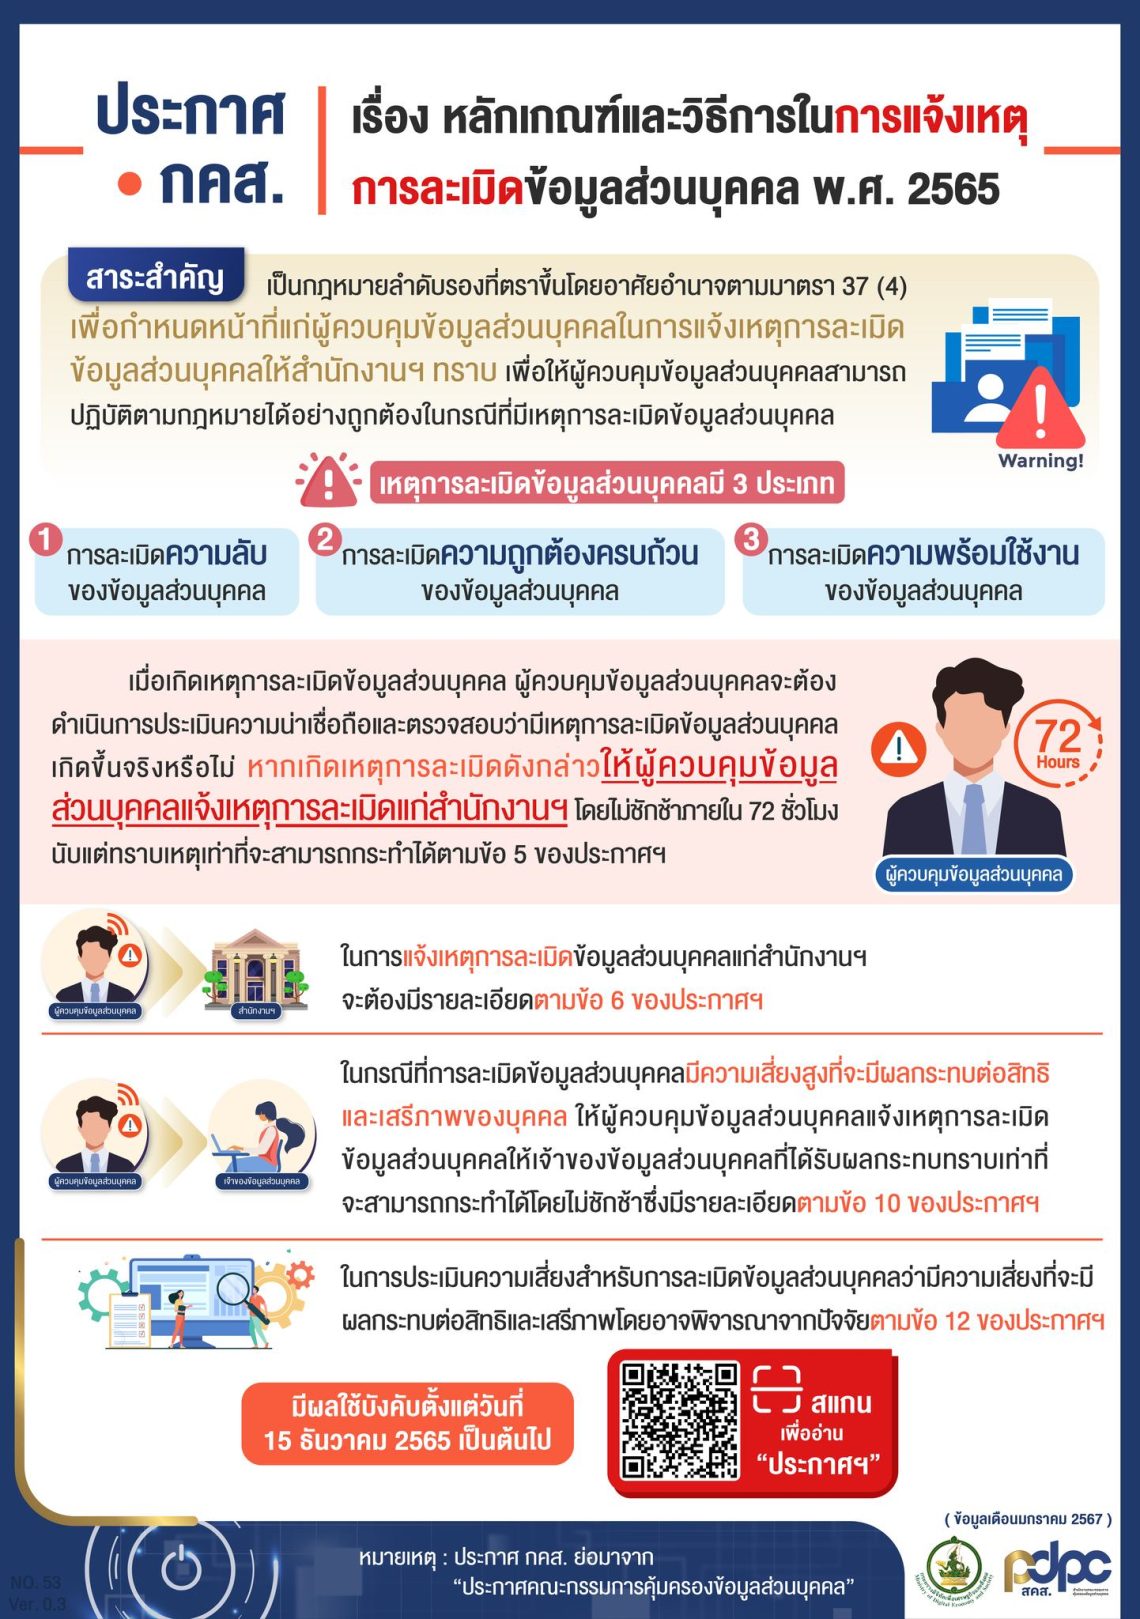 ประกาศ
กคส.
เรื่อง หลักเกณฑ์และวิธีการในการแจ้งเหตุ
การละเมิดข้อมูลส่วนบุคคล พ.ศ. 2565
สาระสำคัญ
เป็นกฎหมายลำดับรองที่ตราขึ้นโดยอาศัยอำนาจตามมาตรา 37 (4)
เพื่อกำหนดหน้าที่แก่ผู้ควบคุมข้อมูลส่วนบุคคลในการแจ้งเหตุการละเมิด
ข้อมูลส่วนบุคคลให้สำนักงานฯ ทราบ เพื่อให้ผู้ควบคุมข้อมูลส่วนบุคคลสามารถ
ปฏิบัติตามกฎหมายได้อย่างถูกต้องในกรณีที่มีเหตุการละเมิดข้อมูลส่วนบุคคล
Warning!
เหตุการละเมิดข้อมูลส่วนบุคคลมี 3 ประเภท
1 การละเมิดความลับ
ของข้อมูลส่วนบุคคล
2 การละเมิดความถูกต้องครบถ้วน
ของข้อมูลส่วนบุคคล
3 การละเมิดความพร้อมใช้งาน
ของข้อมูลส่วนบุคคล
เมื่อเกิดเหตุการละเมิดข้อมูลส่วนบุคคล ผู้ควบคุมข้อมูลส่วนบุคคลจะต้อง
ดำเนินการประเมินความน่าเชื่อถือและตรวจสอบว่ามีเหตุการละเมิดข้อมูลส่วนบุคคล
เกิดขึ้นจริงหรือไม่ หากเกิดเหตุการละเมิดดังกล่าวให้ผู้ควบคุมข้อมูล
ส่วนบุคคลแจ้งเหตุการละเมิดแก่สำนักงานฯ โดยไม่ชักช้าภายใน 72 ชั่วโมง
นับแต่ทราบเหตุเท่าที่จะสามารถกระทำได้ตามข้อ 5 ของประกาศฯ
72
Hours
ผู้ควบคุมข้อมูลส่วนบุคคล
ผู้ควบคุมข้อมูลส่วนบุคคล
สำนักงานฯ
ในการแจ้งเหตุการละเมิดข้อมูลส่วนบุคคลแก่สำนักงานฯ
จะต้องมีรายละเอียดตามข้อ 6 ของประกาศฯ
ผู้ควบคุมข้อมูลส่วนบุคคล
เจ้าของข้อมูลส่วนบุคคล
ในกรณีที่การละเมิดข้อมูลส่วนบุคคลมีความเสี่ยงสูงที่จะมีผลกระทบต่อสิทธิ
และเสรีภาพของบุคคล ให้ผู้ควบคุมข้อมูลส่วนบุคคลแจ้งเหตุการละเมิด
ข้อมูลส่วนบุคคลให้เจ้าของข้อมูลส่วนบุคคลที่ได้รับผลกระทบทราบเท่าที่
จะสามารถกระทำได้โดยไม่ชักช้าซึ่งมีรายละเอียดตามข้อ 10 ของประกาศฯ
ในการประเมินความเสี่ยงสำหรับการละเมิดข้อมูลส่วนบุคคลว่ามีความเสี่ยงที่จะมี
ผลกระทบต่อสิทธิและเสรีภาพโดยอาจพิจารณาจากปัจจัยตามข้อ 12 ของประกาศฯ
มีผลใช้บังคับตั้งแต่วันที่
15 ธันวาคม 2565 เป็นต้นไป
สแกน
เพื่ออ่าน
“ประกาศฯ”
( ข้อมูลเดือนมกราคม 2567 )
หมายเหตุ : ประกาศ กคส. ย่อมาจาก
“ประกาศคณะกรรมการคุ้มครองข้อมูลส่วนบุคคล”
pdpc
สคส.
NO. 53
Ver. 0.3